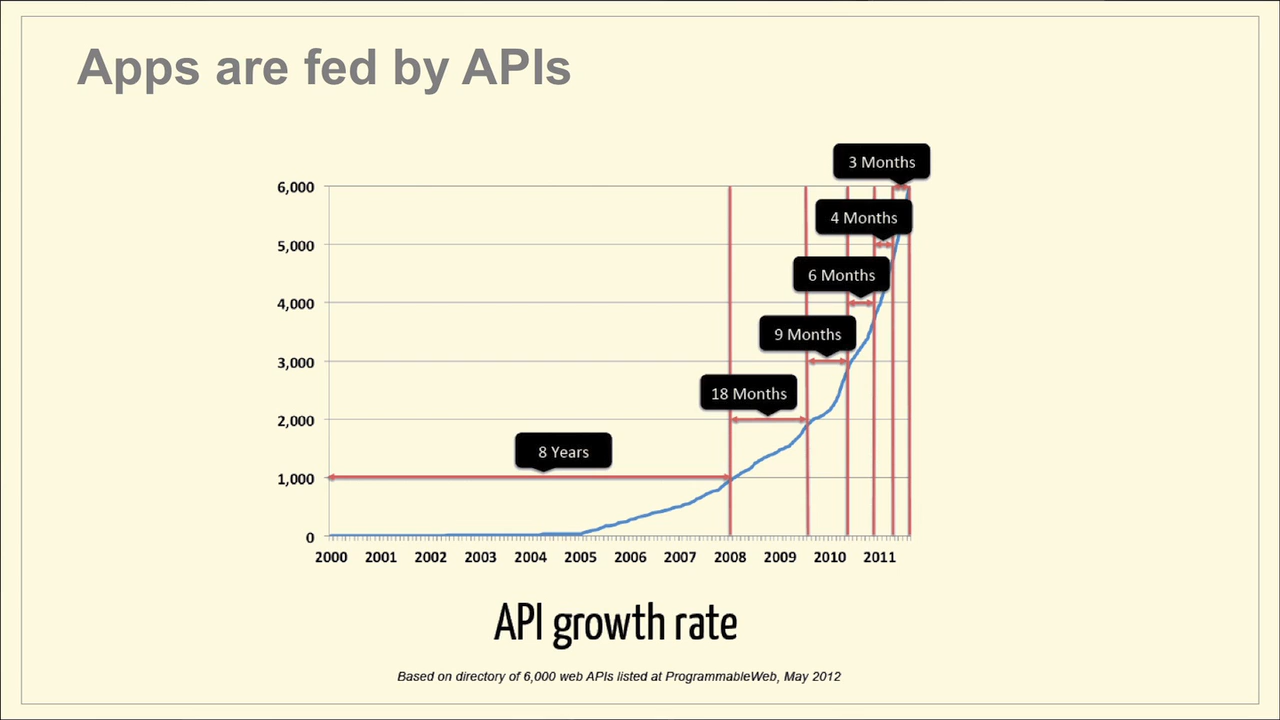 Apps are fed by APIs
3 Months
6,000
4 Months
5,000
6 Months
4,000
9 Months
3,000
18 Months
2,000
8 Years
1,000
0
2000 2001 2002 2003 2004 2005 2006 2007 2008 2009 2010 2011
API growth rate
Based on directory of 6,000 web APIs listed at ProgrammableWeb, May 2012